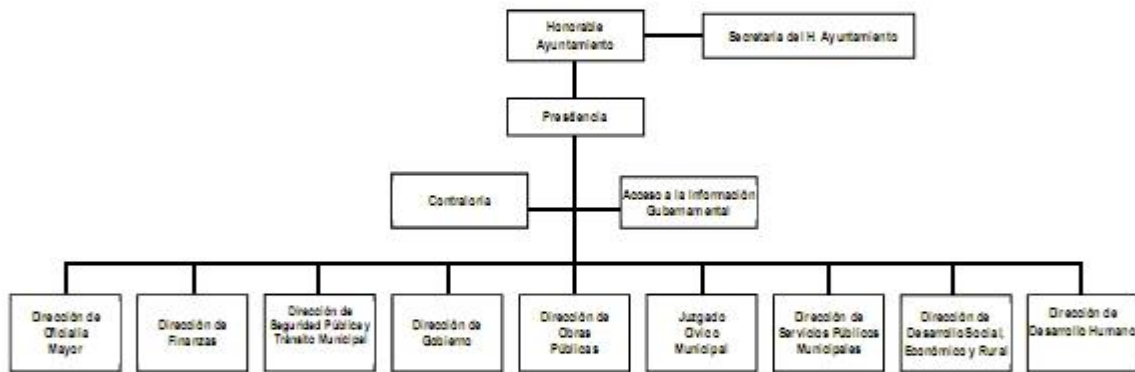 Honorable
Ayuntamiento
Secretaria del H. Ayuntamiento
Presidencia
Contraloría
Acceso a la Información
Gubernamental
Dirección de
Oficialía
Mayor
Dirección de
Finanzas
Dirección de
Seguridad Pública y
Tránsito Municipal
Dirección de
Gobierno
Dirección de
Obras
Públicas
Juzgado
Cívico
Municipal
Dirección de
Servicios Públicos
Municipales
Dirección de
Desarrollo Social,
Económico y Rural
Dirección de
Desarrollo Humano